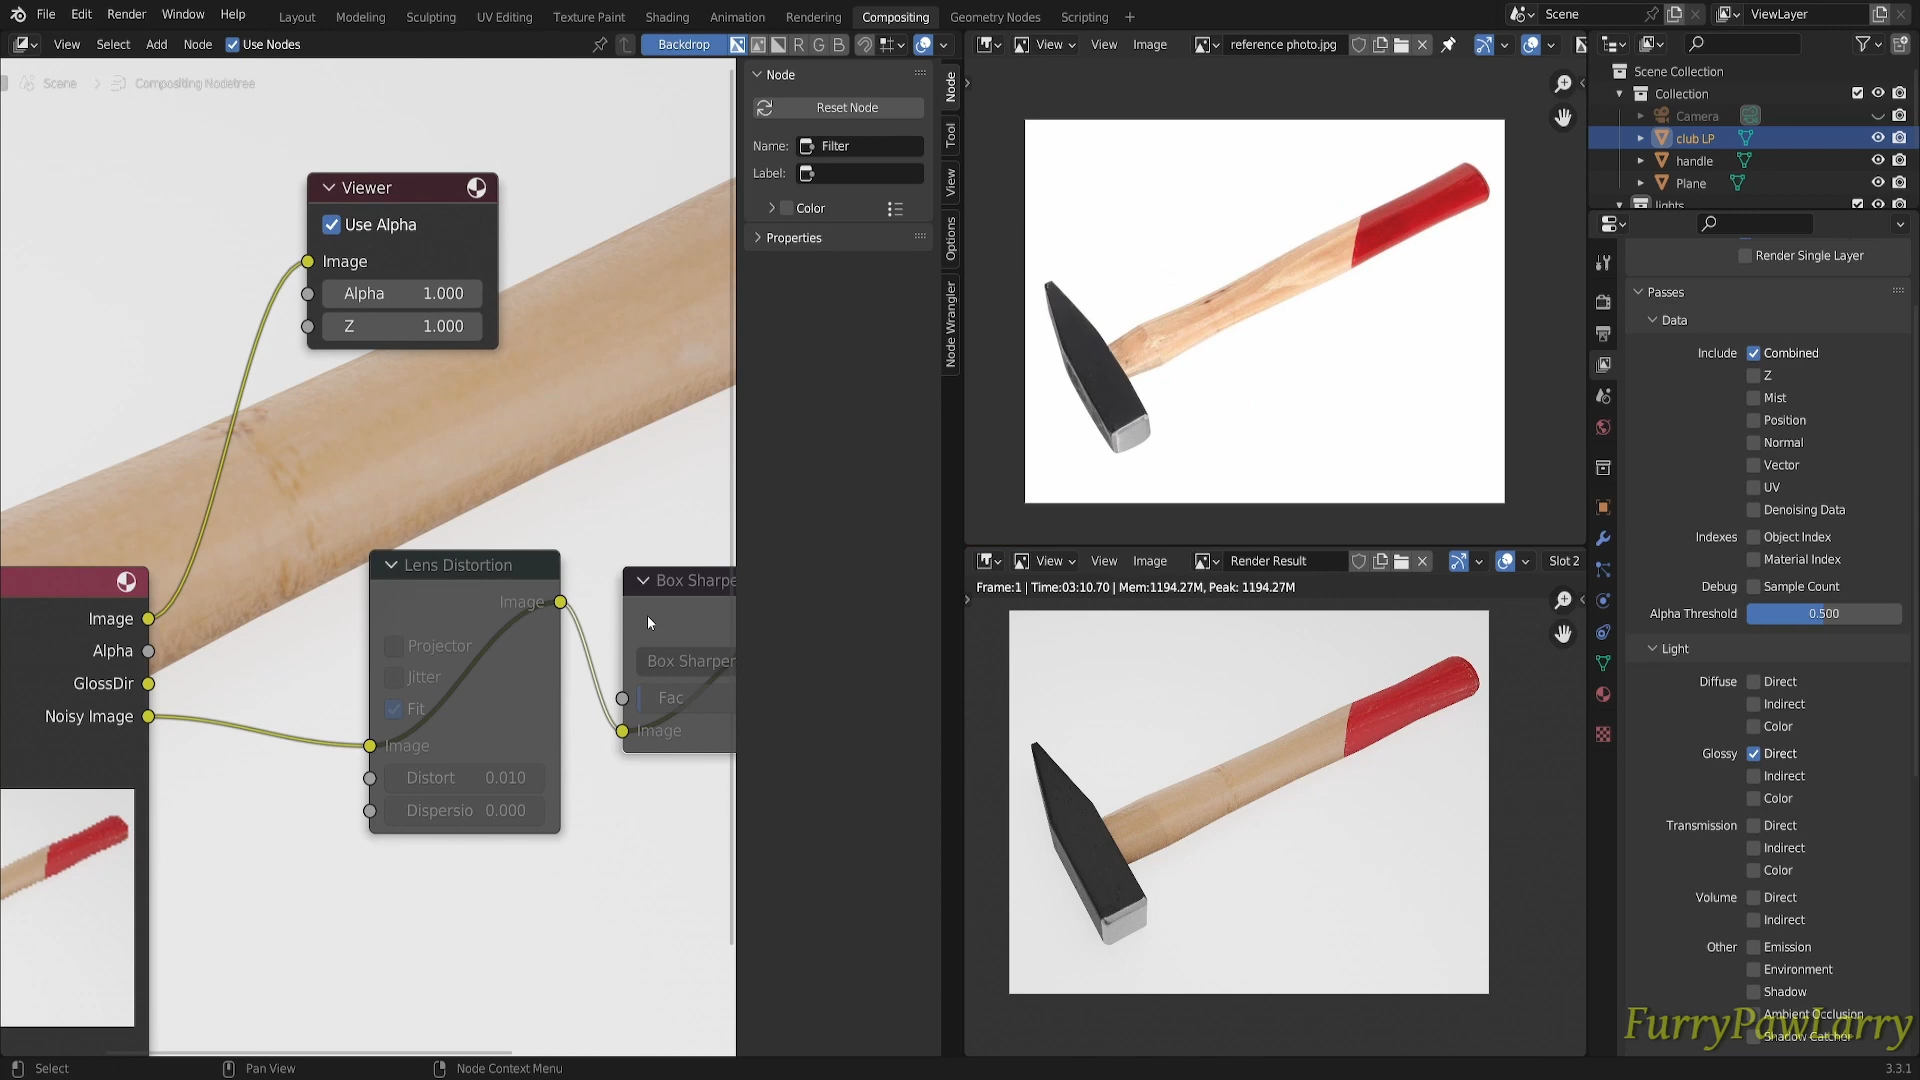 File Edit Render Window Help Layout Modeling Sculpting UV Editing Texture Paint Shading Animation Rendering Compositing Geometry Nodes Scripting + Scene ViewLayer
View Select Add Node Use Nodes Backdrop R G B
Scene > Compositing Nodetree
Viewer
Use Alpha
Image
Alpha 1.000
Z 1.000
Image
Alpha
GlossDir
Noisy Image
Lens Distortion
Image
Projector
Jitter
Fit
Image
Distort 0.010
Dispersio 0.000
Box Sharpe
Box Sharper
Fac
Image
Node
Reset Node
Name: Filter
Label:
Color
Properties
Node
Tool
View
Options
Node Wrangler
View View Image reference photo.jpg
View View Image Render Result Slot 2
Frame:1 | Time:03:10.70 | Mem:1194.27M, Peak: 1194.27M
Scene Collection
Collection
Camera
club LP
handle
Plane
lights
Render Single Layer
Passes
Data
Include Combined
Z
Mist
Position
Normal
Vector
UV
Denoising Data
Indexes Object Index
Material Index
Debug Sample Count
Alpha Threshold 0.500
Light
Diffuse Direct
Indirect
Color
Glossy Direct
Indirect
Color
Transmission Direct
Indirect
Color
Volume Direct
Indirect
Other Emission
Environment
Shadow
Ambient Occlusion
Shadow Catcher
FurryPawLarry
Select Pan View Node Context Menu 3.3.1